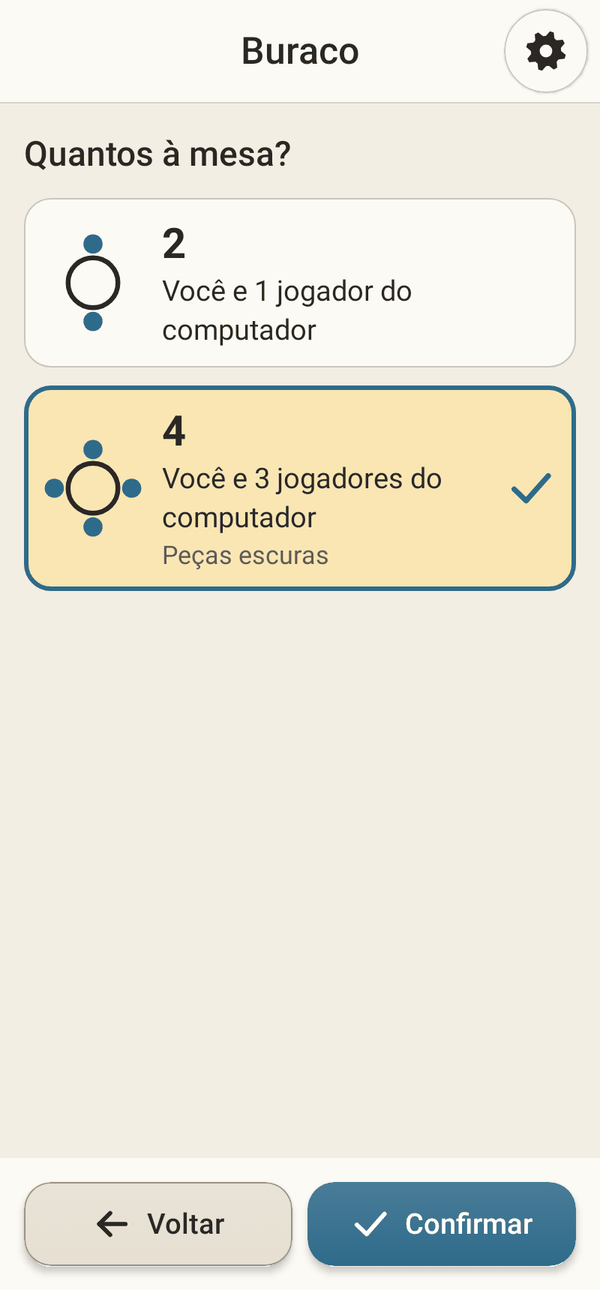 Buraco
Quantos à mesa?
2
Você e 1 jogador do
computador
4
Você e 3 jogadores do
computador
Peças escuras
Voltar
Confirmar